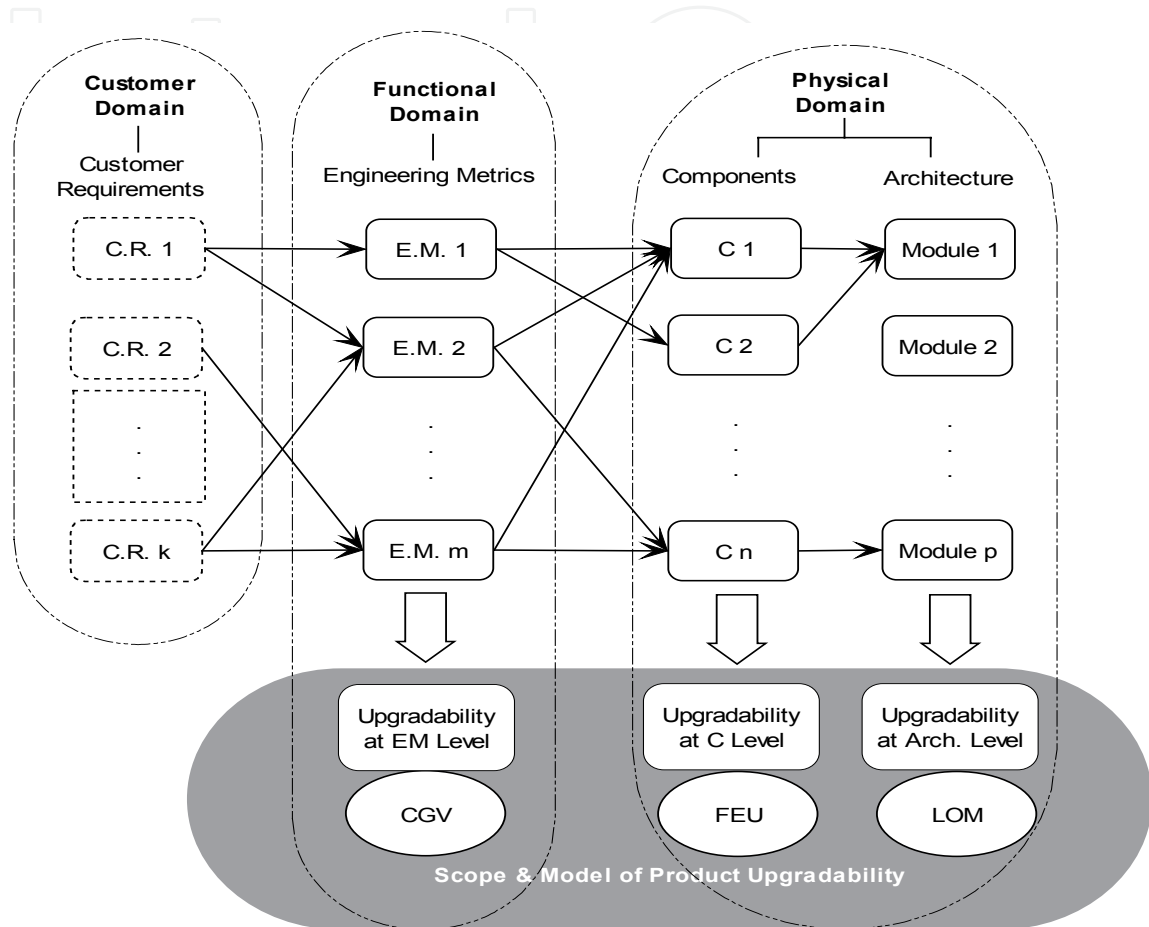 Customer
Domain
Customer
Requirements
C.R. 1
C.R. 2
.
.
.
C.R. k
Functional
Domain
Engineering Metrics
E.M. 1
E.M. 2
.
.
.
E.M. m
Physical
Domain
Components
Architecture
C 1
Module 1
C 2
Module 2
.
.
.
.
.
.
C n
Module p
Upgradability
at EM Level
CGV
Upgradability
at C Level
FEU
Upgradability
at Arch. Level
LOM
Scope & Model of Product Upgradability